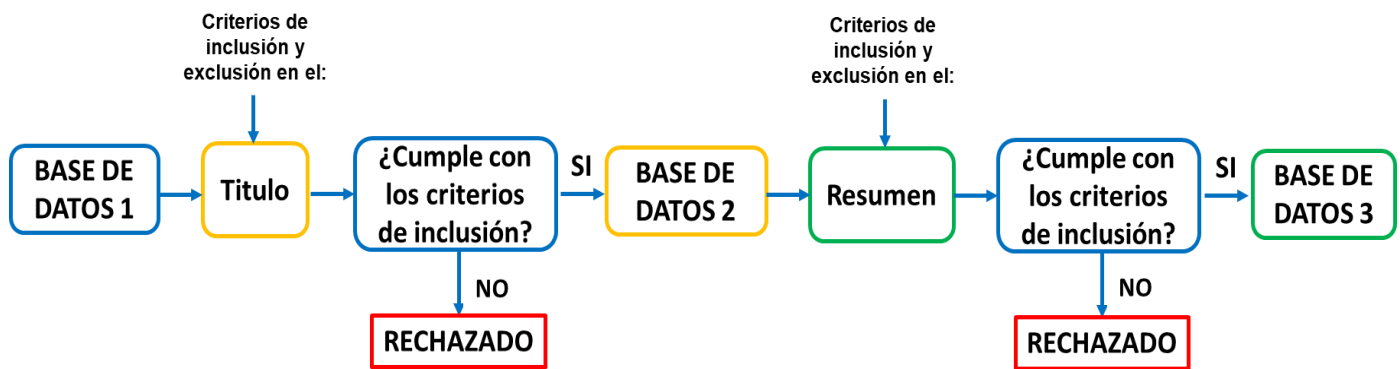 Criterios de
inclusión y
exclusión en el:
BASE DE
DATOS 1
Titulo
¿Cumple con
los criterios
de inclusión?
SI
NO
RECHAZADO
BASE DE
DATOS 2
Criterios de
inclusión y
exclusión en el:
Resumen
¿Cumple con
los criterios
de inclusión?
SI
NO
RECHAZADO
BASE DE
DATOS 3